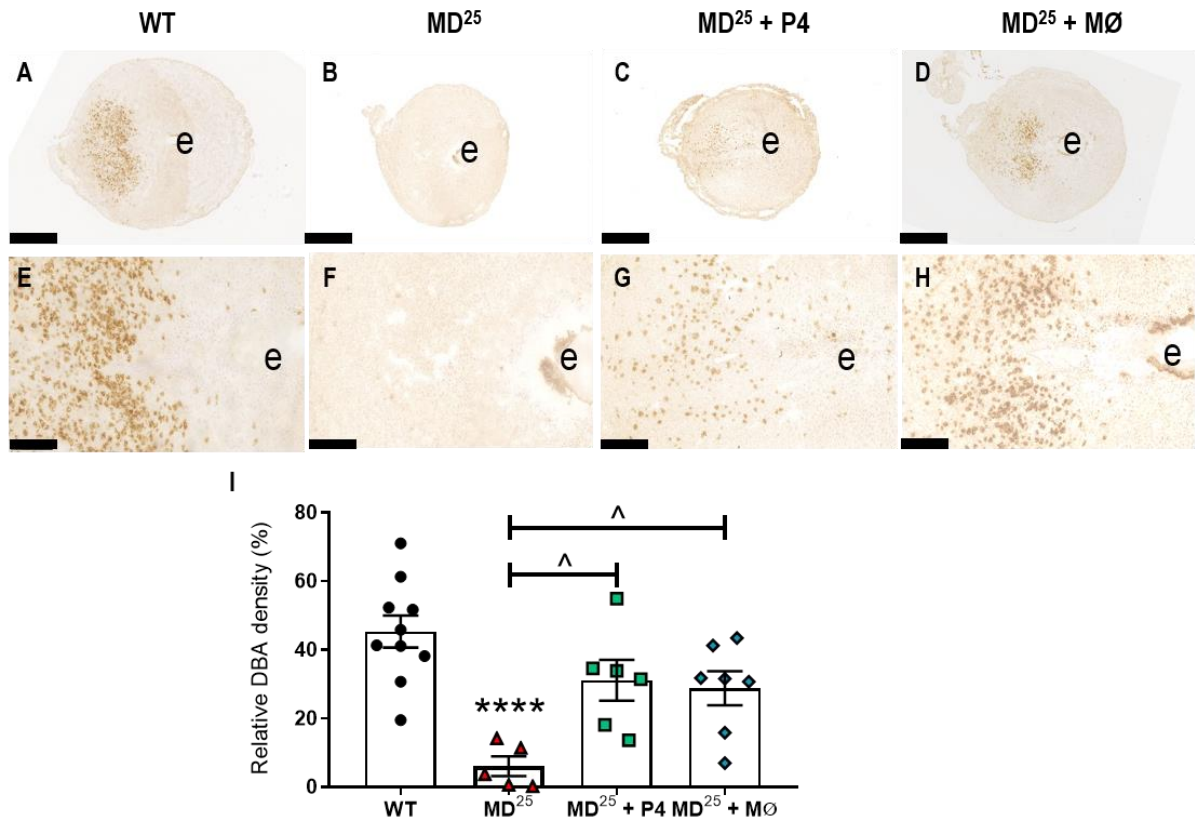 WT MD²⁵ MD²⁵ + P4 MD²⁵ + MØ
A B C D
e e e e
E F G H
e e e e
I
^
^
****
Relative DBA density (%)
80
60
40
20
0
WT MD²⁵ MD²⁵ + P4 MD²⁵ + MØ